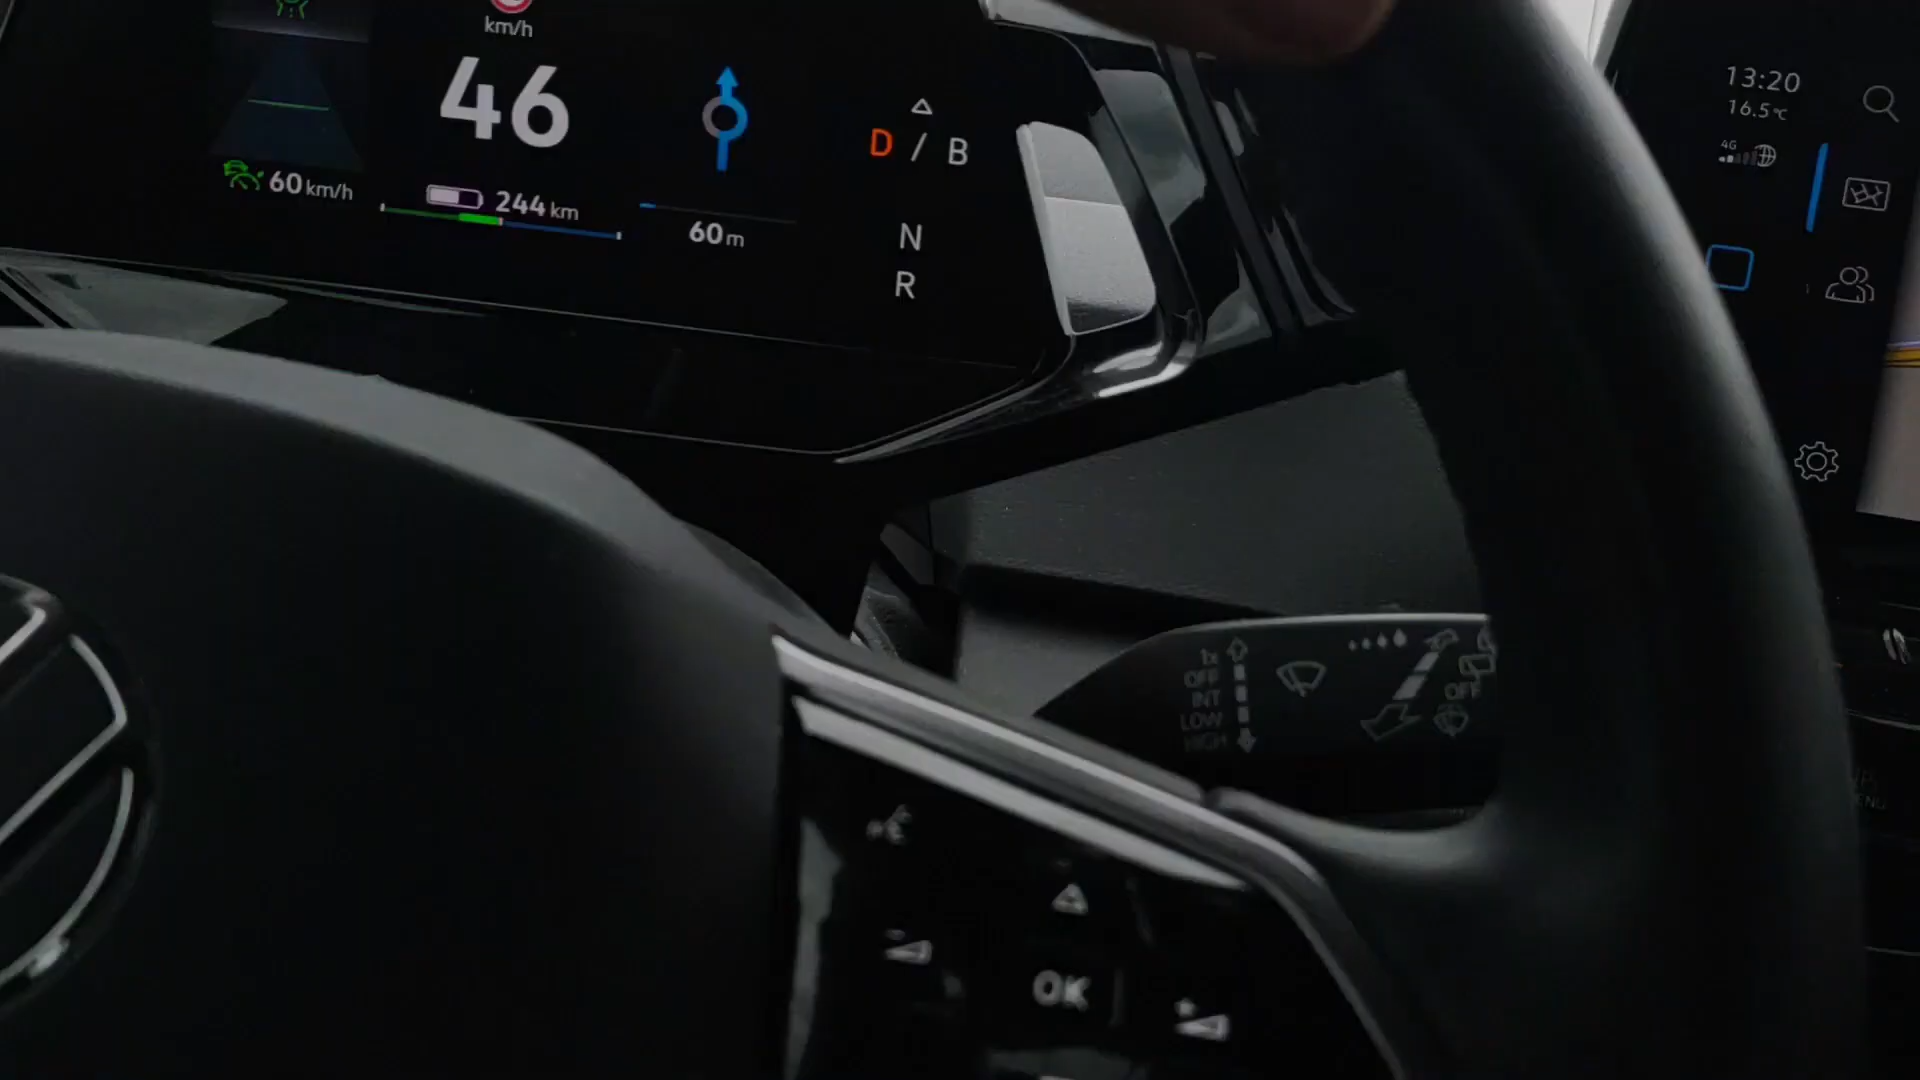 km/h
46
60 km/h
244 km
60 m
D / B
N
R
13:20
16.5°C
4G
1x
OFF
INT
LOW
HIGH
OFF
OK